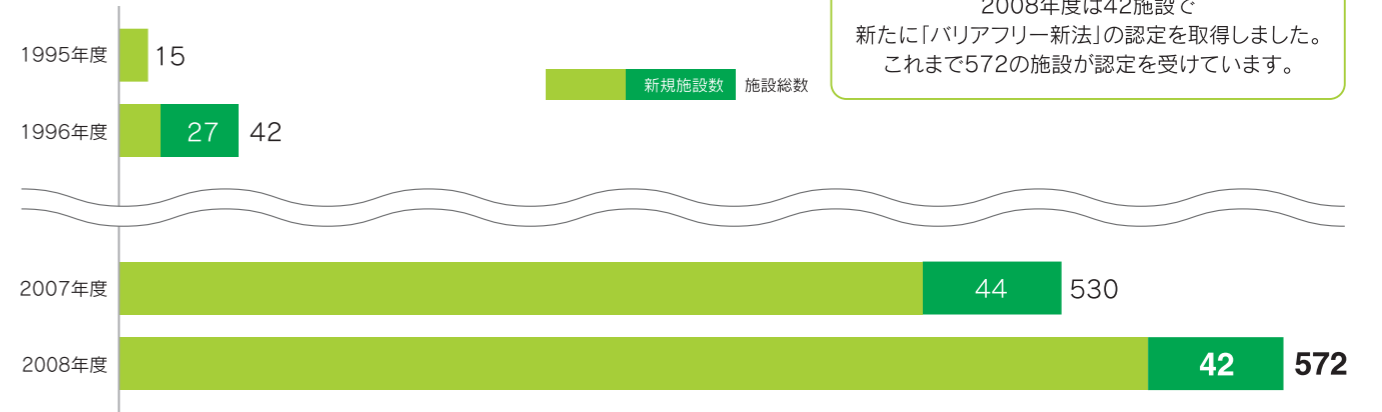 2008年度は42施設で
新たに「バリアフリー新法」の認定を取得しました。
これまで572の施設が認定を受けています。
1995年度 15
新規施設数 施設総数
1996年度 27 42
2007年度 44 530
2008年度 42 572